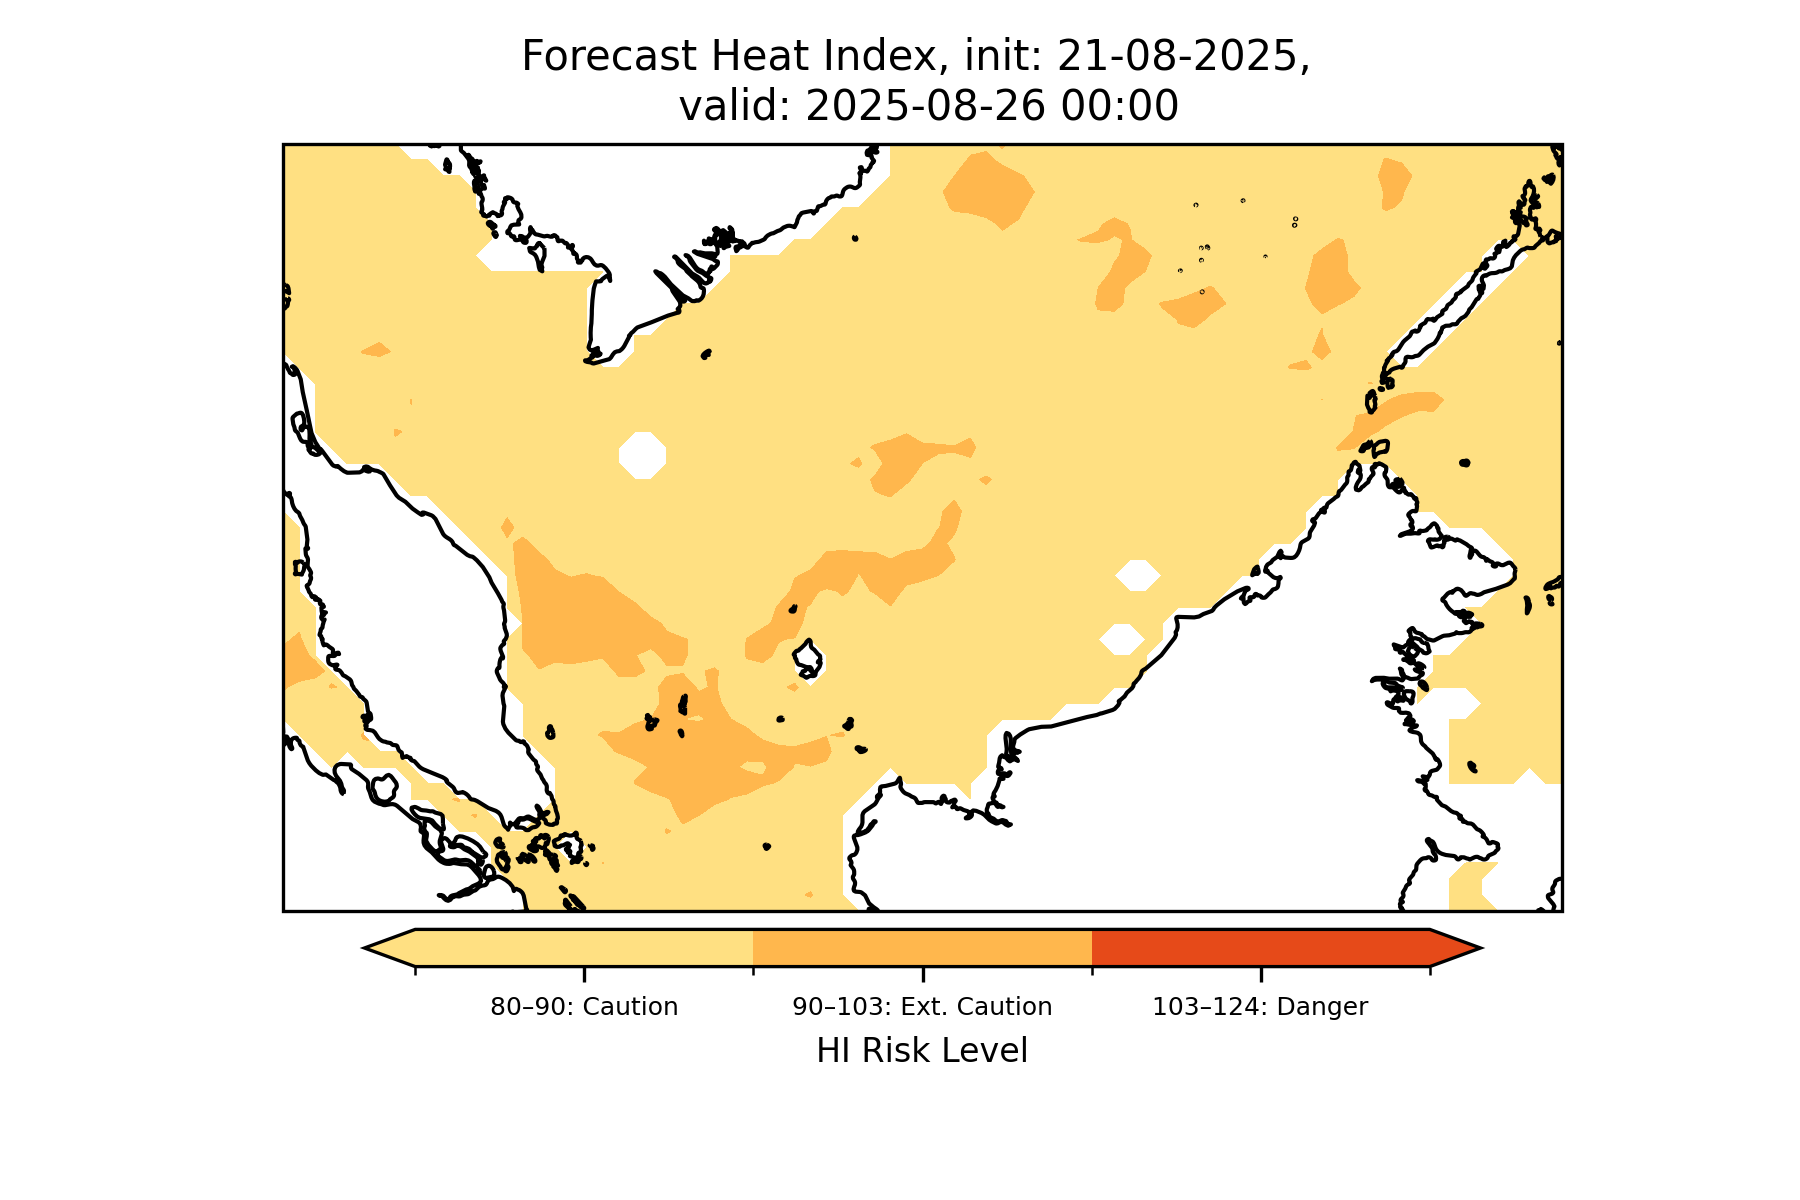 Forecast Heat Index, init: 21-08-2025,
valid: 2025-08-26 00:00
80–90: Caution
90–103: Ext. Caution
103–124: Danger
HI Risk Level